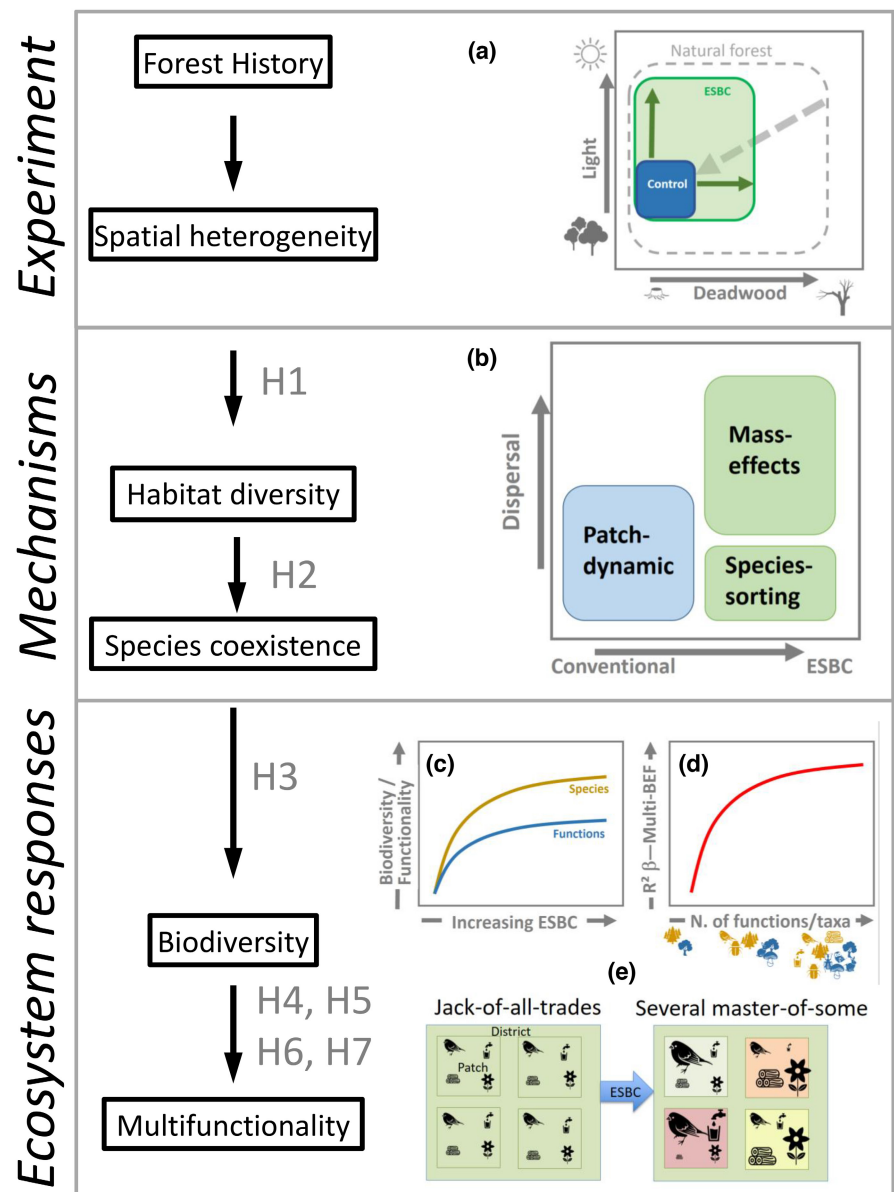 Experiment
Forest History
Spatial heterogeneity
(a)
Natural forest
ESBC
Light
Control
Deadwood
Mechanisms
H1
Habitat diversity
H2
Species coexistence
(b)
Dispersal
Mass-
effects
Patch-
dynamic
Species-
sorting
Conventional
ESBC
Ecosystem responses
H3
Biodiversity
H4, H5
H6, H7
Multifunctionality
(c)
Biodiversity /
Functionality
Species
Functions
Increasing ESBC
(d)
R² β—Multi-BEF
N. of functions/taxa
(e)
Jack-of-all-trades
District
Patch
ESBC
Several master-of-some